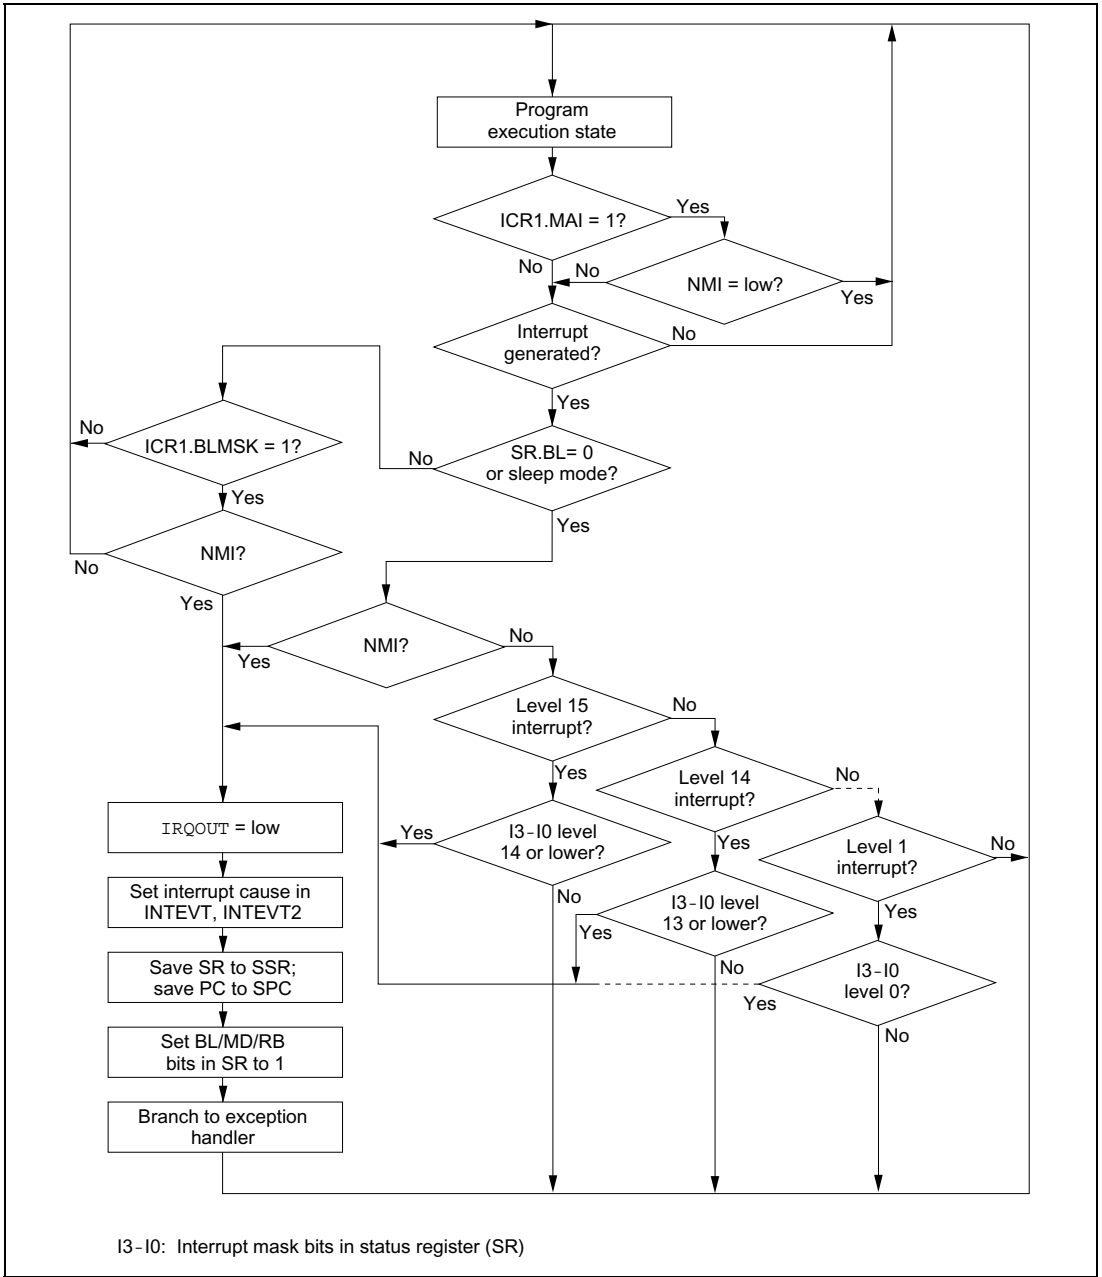 Program
execution state
ICR1.MAI = 1?
Yes
No
NMI = low?
No
Yes
Interrupt
generated?
No
Yes
SR.BL= 0
or sleep mode?
No
Yes
ICR1.BLMSK = 1?
No
Yes
NMI?
No
Yes
NMI?
Yes
No
Level 15
interrupt?
No
Yes
Level 14
interrupt?
No
Yes
Level 1
interrupt?
No
Yes
I3-I0 level
14 or lower?
Yes
No
I3-I0 level
13 or lower?
Yes
No
I3-I0
level 0?
Yes
No
IRQOUT = low
Set interrupt cause in
INTEVT, INTEVT2
Save SR to SSR;
save PC to SPC
Set BL/MD/RB
bits in SR to 1
Branch to exception
handler
I3-I0: Interrupt mask bits in status register (SR)